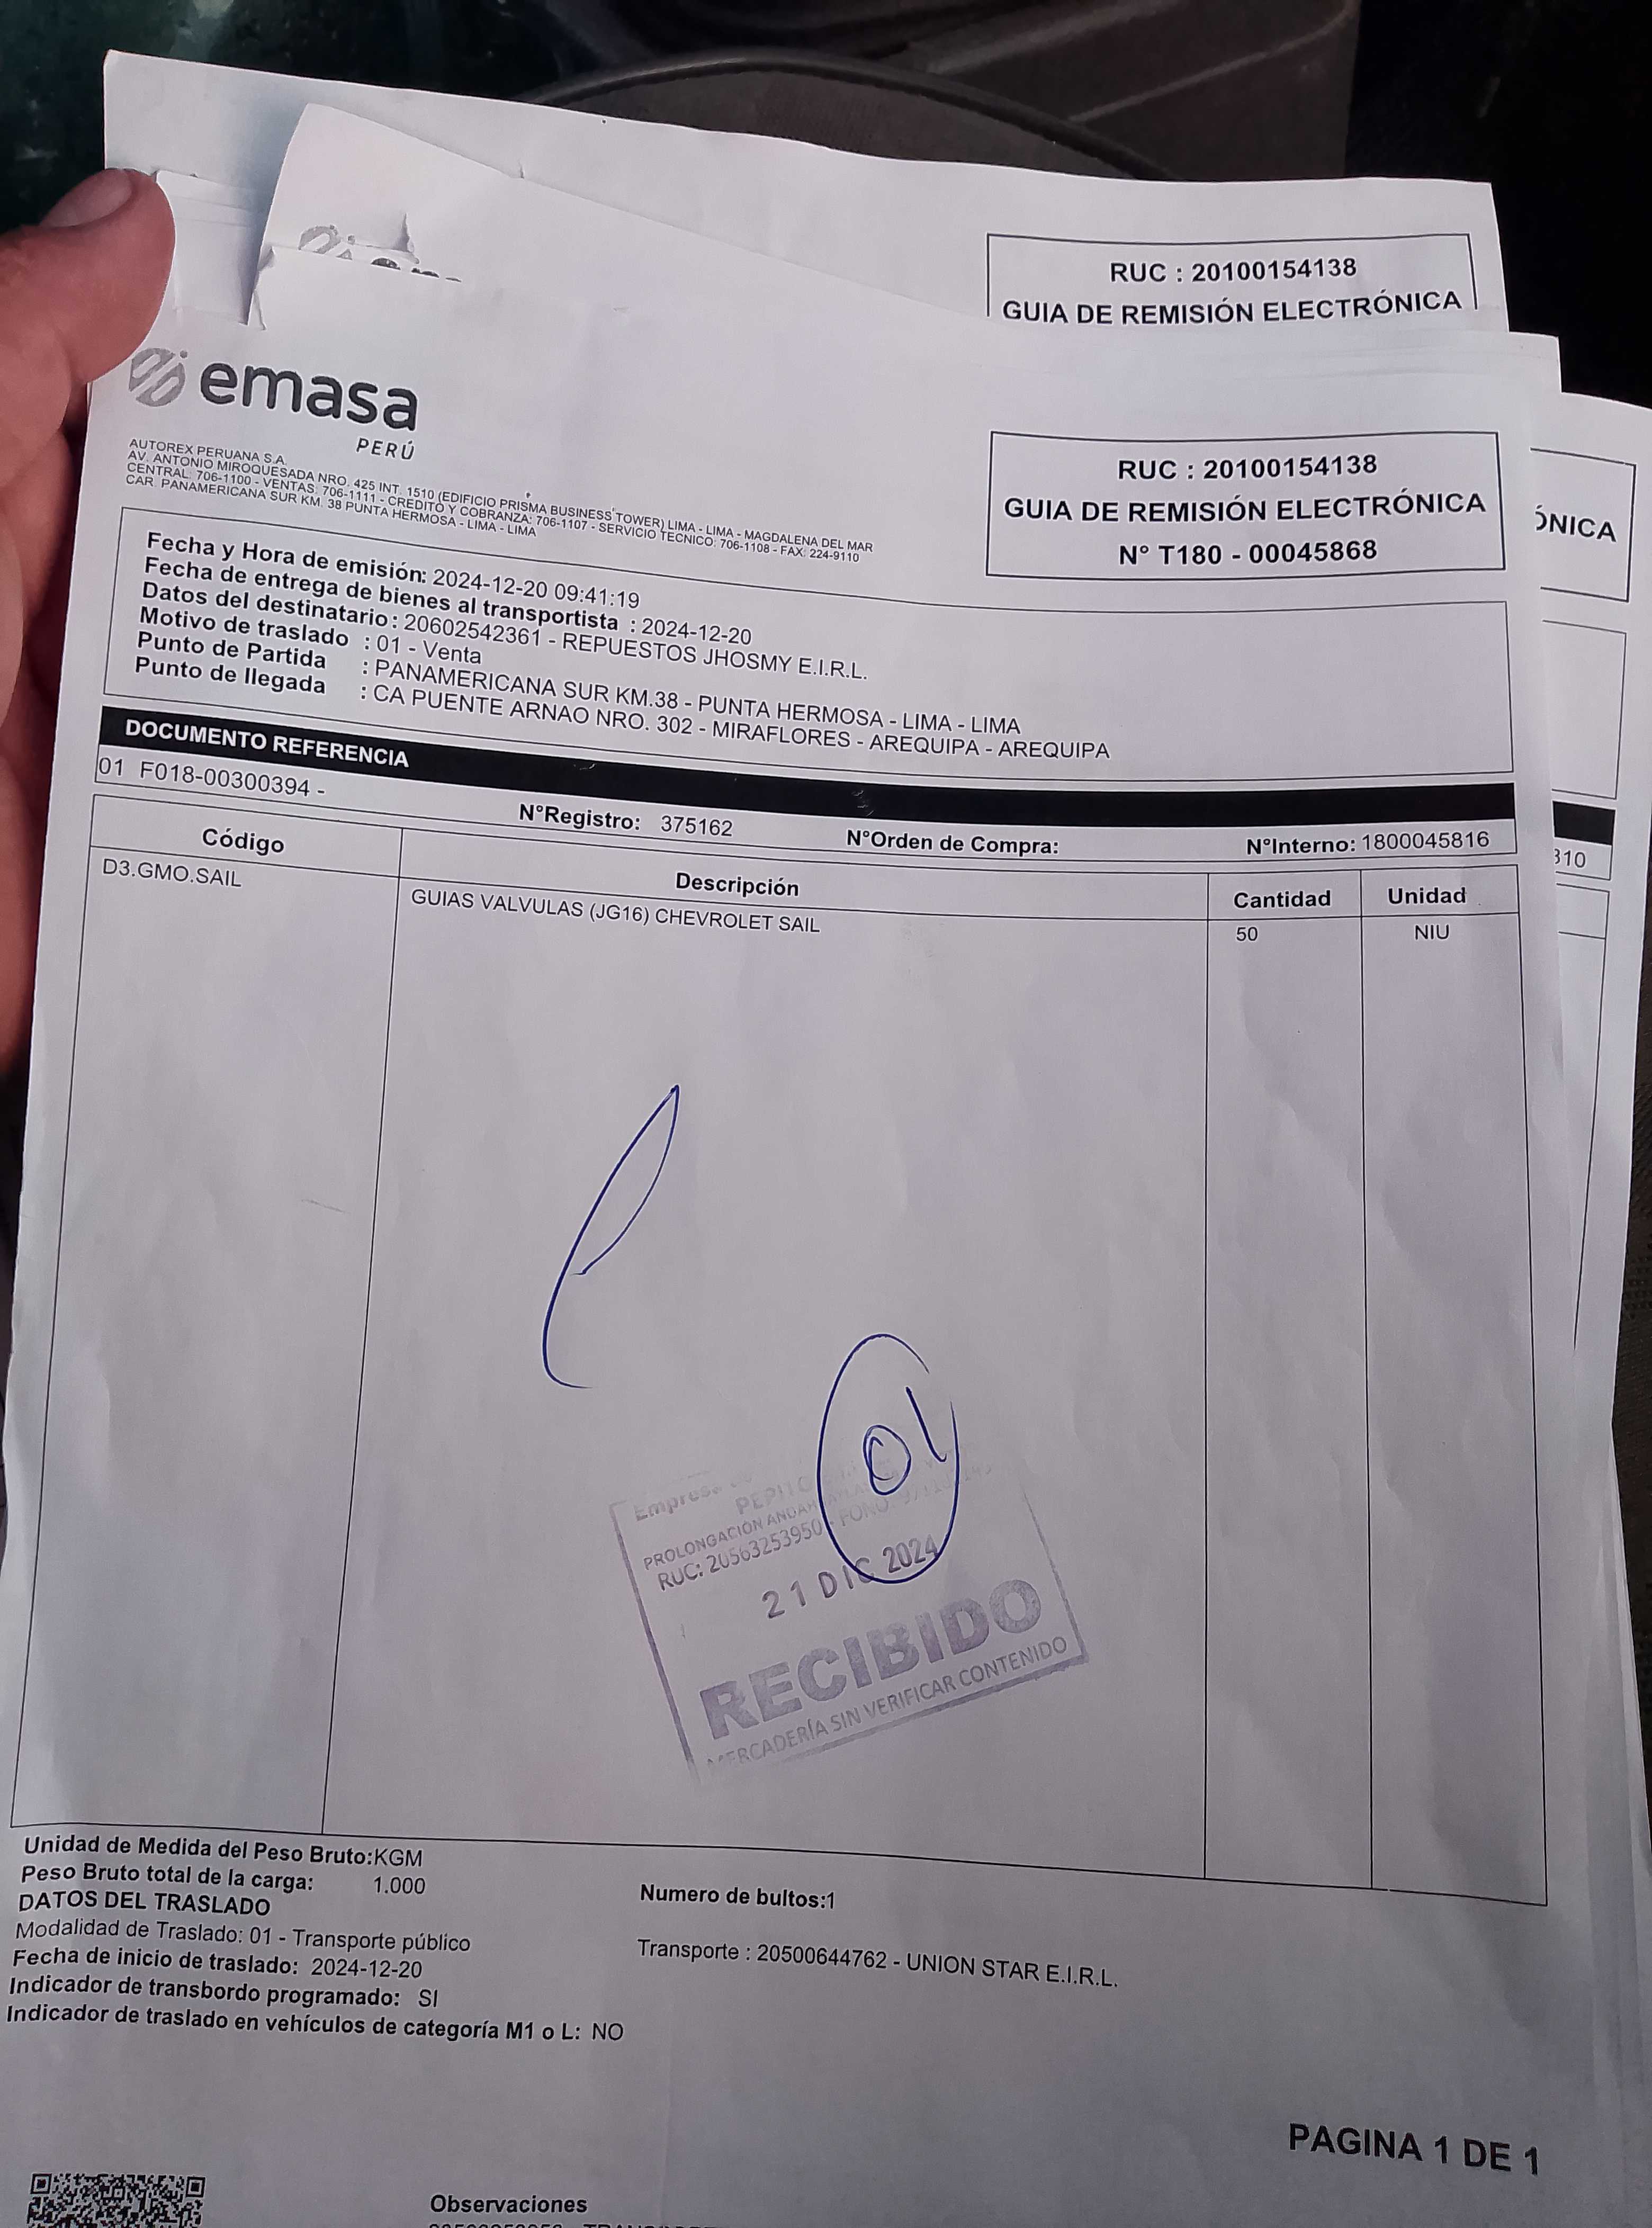 RUC : 20100154138
GUIA DE REMISIÓN ELECTRÓNICA
emasa
PERÚ
AUTOREX PERUANA S.A.
AV. ANTONIO MIROQUESADA NRO. 425 INT. 1510 (EDIFICIO PRISMA BUSINESS TOWER) LIMA - LIMA - MAGDALENA DEL MAR
CENTRAL: 706-1100 - VENTAS: 706-1111 - CREDITO Y COBRANZA: 706-1107 - SERVICIO TECNICO: 706-1108 - FAX: 224-9110
CAR. PANAMERICANA SUR KM. 38 PUNTA HERMOSA - LIMA - LIMA
RUC : 20100154138
GUIA DE REMISIÓN ELECTRÓNICA
N° T180 - 00045868
ÓNICA
Fecha y Hora de emisión: 2024-12-20 09:41:19
Fecha de entrega de bienes al transportista : 2024-12-20
Datos del destinatario : 20602542361 - REPUESTOS JHOSMY E.I.R.L.
Motivo de traslado : 01 - Venta
Punto de Partida : PANAMERICANA SUR KM.38 - PUNTA HERMOSA - LIMA - LIMA
Punto de llegada : CA PUENTE ARNAO NRO. 302 - MIRAFLORES - AREQUIPA - AREQUIPA
DOCUMENTO REFERENCIA
01 F018-00300394 - N°Registro: 375162 N°Orden de Compra: N°Interno: 1800045816
310
Código Descripción Cantidad Unidad
D3.GMO.SAIL GUIAS VALVULAS (JG16) CHEVROLET SAIL 50 NIU
01
Empresa
PEPITO
PROLONGACIÓN
RUC: 20563253950 - FONO
21 DIC 2024
RECIBIDO
MERCADERÍA SIN VERIFICAR CONTENIDO
Unidad de Medida del Peso Bruto:KGM
Peso Bruto total de la carga: 1.000 Numero de bultos:1
DATOS DEL TRASLADO
Modalidad de Traslado: 01 - Transporte público Transporte : 20500644762 - UNION STAR E.I.R.L.
Fecha de inicio de traslado: 2024-12-20
Indicador de transbordo programado: SI
Indicador de traslado en vehículos de categoría M1 o L: NO
PAGINA 1 DE 1
Observaciones